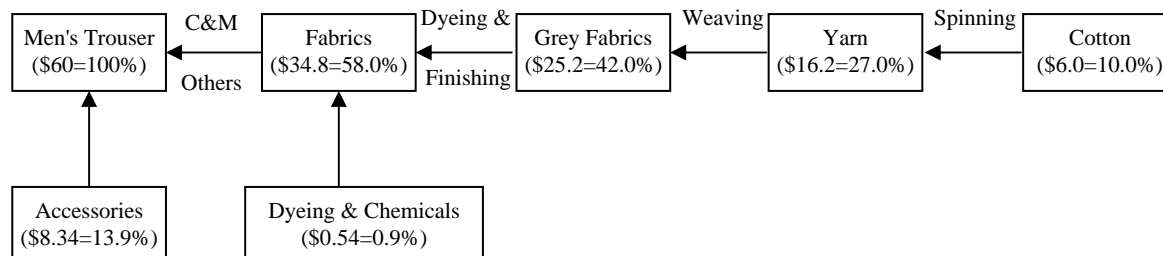 Men's Trouser
($60=100%)
C&M
Others
Fabrics
($34.8=58.0%)
Dyeing &
Finishing
Grey Fabrics
($25.2=42.0%)
Weaving
Yarn
($16.2=27.0%)
Spinning
Cotton
($6.0=10.0%)
Accessories
($8.34=13.9%)
Dyeing & Chemicals
($0.54=0.9%)